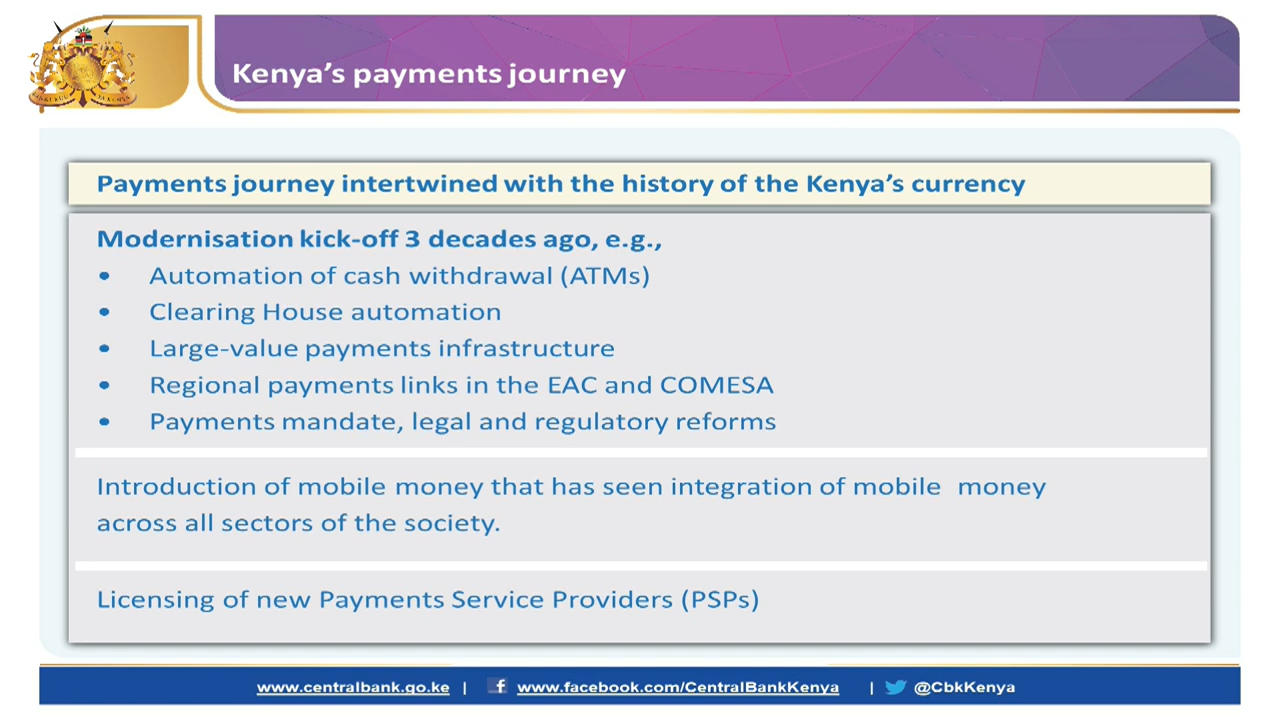 Kenya’s payments journey
Payments journey intertwined with the history of the Kenya’s currency
Modernisation kick-off 3 decades ago, e.g.,
• Automation of cash withdrawal (ATMs)
• Clearing House automation
• Large-value payments infrastructure
• Regional payments links in the EAC and COMESA
• Payments mandate, legal and regulatory reforms
Introduction of mobile money that has seen integration of mobile  money
across all sectors of the society.
Licensing of new Payments Service Providers (PSPs)
www.centralbank.go.ke | f www.facebook.com/CentralBankKenya | @CbkKenya